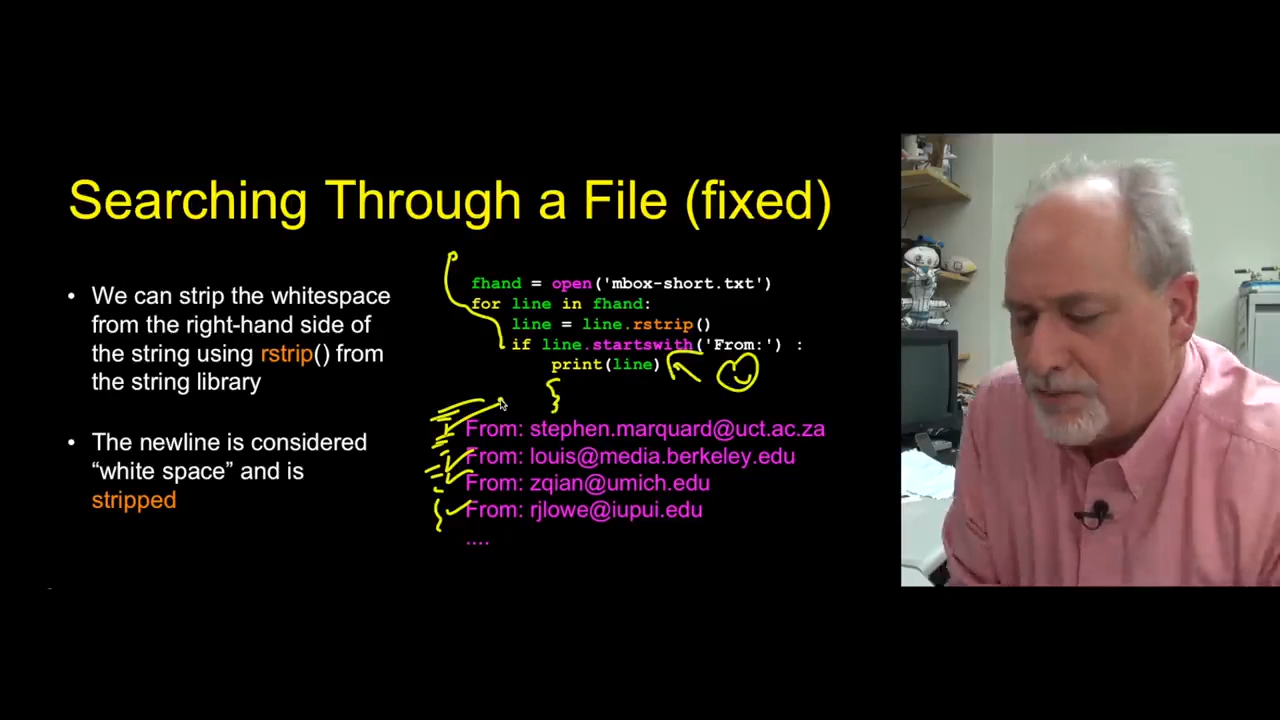 Searching Through a File (fixed)
• We can strip the whitespace
from the right-hand side of
the string using rstrip() from
the string library
• The newline is considered
“white space” and is
stripped
fhand = open('mbox-short.txt')
for line in fhand:
    line = line.rstrip()
    if line.startswith('From:') :
        print(line)
From: stephen.marquard@uct.ac.za
From: louis@media.berkeley.edu
From: zqian@umich.edu
From: rjlowe@iupui.edu
....